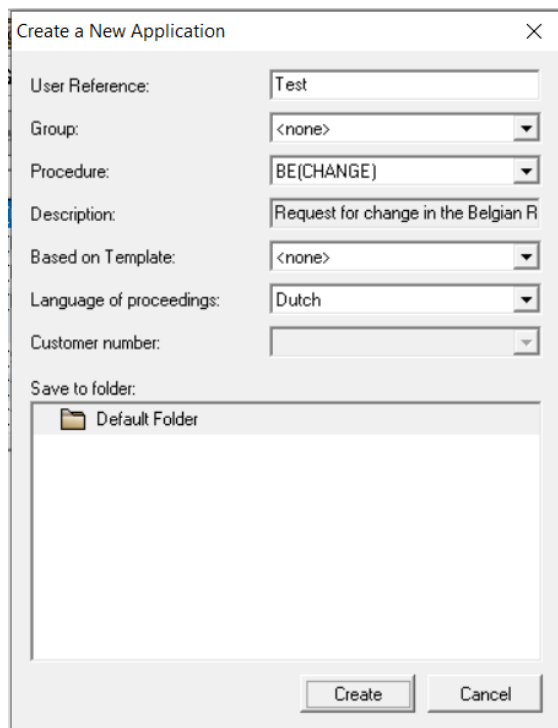 Create a New Application
User Reference: Test
Group: <none>
Procedure: BE(CHANGE)
Description: Request for change in the Belgian R
Based on Template: <none>
Language of proceedings: Dutch
Customer number:
Save to folder:
Default Folder
Create Cancel